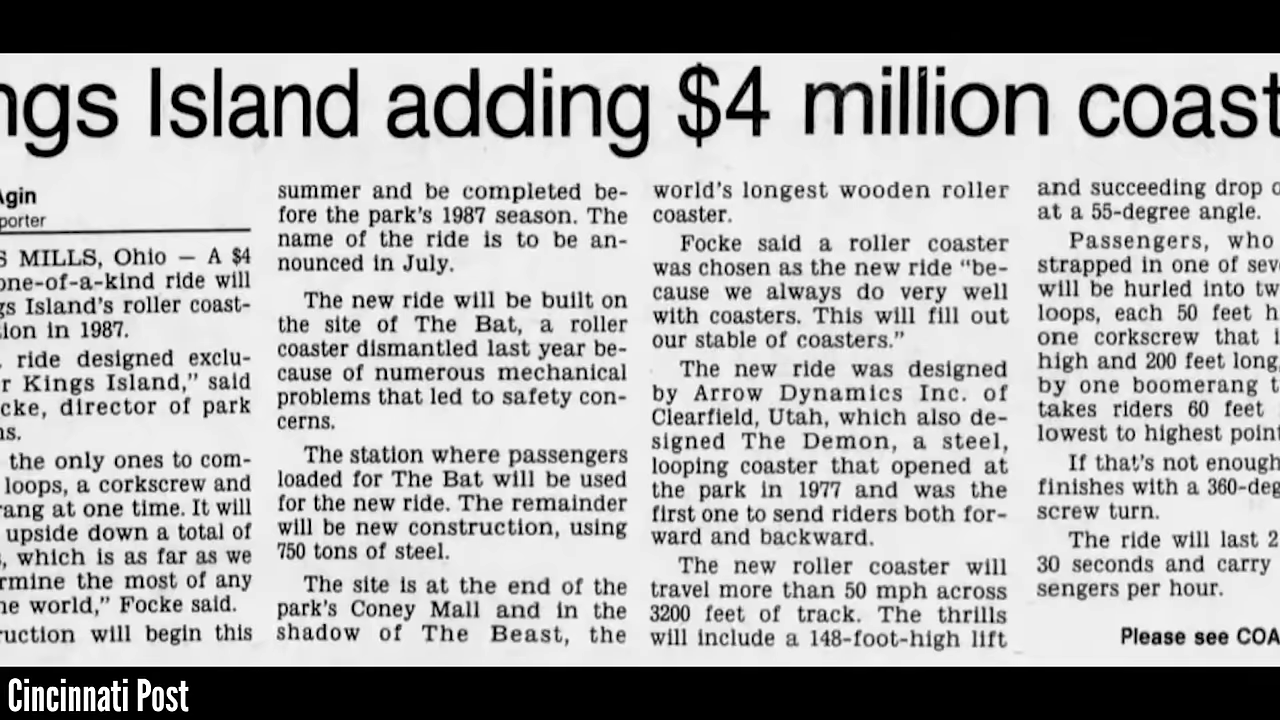 ngs Island adding $4 million coast
Agin
porter
S MILLS, Ohio — A $4
one-of-a-kind ride will
gs Island's roller coast-
ion in 1987.
ride designed exclu-
r Kings Island," said
cke, director of park
ns.
the only ones to com-
loops, a corkscrew and
rang at one time. It will
upside down a total of
s, which is as far as we
rmine the most of any
he world," Focke said.
ruction will begin this
summer and be completed be-
fore the park's 1987 season. The
name of the ride is to be an-
nounced in July.
The new ride will be built on
the site of The Bat, a roller
coaster dismantled last year be-
cause of numerous mechanical
problems that led to safety con-
cerns.
The station where passengers
loaded for The Bat will be used
for the new ride. The remainder
will be new construction, using
750 tons of steel.
The site is at the end of the
park's Coney Mall and in the
shadow of The Beast, the
world's longest wooden roller
coaster.
Focke said a roller coaster
was chosen as the new ride "be-
cause we always do very well
with coasters. This will fill out
our stable of coasters."
The new ride was designed
by Arrow Dynamics Inc. of
Clearfield, Utah, which also de-
signed The Demon, a steel,
looping coaster that opened at
the park in 1977 and was the
first one to send riders both for-
ward and backward.
The new roller coaster will
travel more than 50 mph across
3200 feet of track. The thrills
will include a 148-foot-high lift
and succeeding drop o
at a 55-degree angle.
Passengers, who
strapped in one of sev
will be hurled into tw
loops, each 50 feet h
one corkscrew that i
high and 200 feet long,
by one boomerang t
takes riders 60 feet
lowest to highest point
If that's not enough
finishes with a 360-deg
screw turn.
The ride will last 2
30 seconds and carry
sengers per hour.
Please see COA
Cincinnati Post